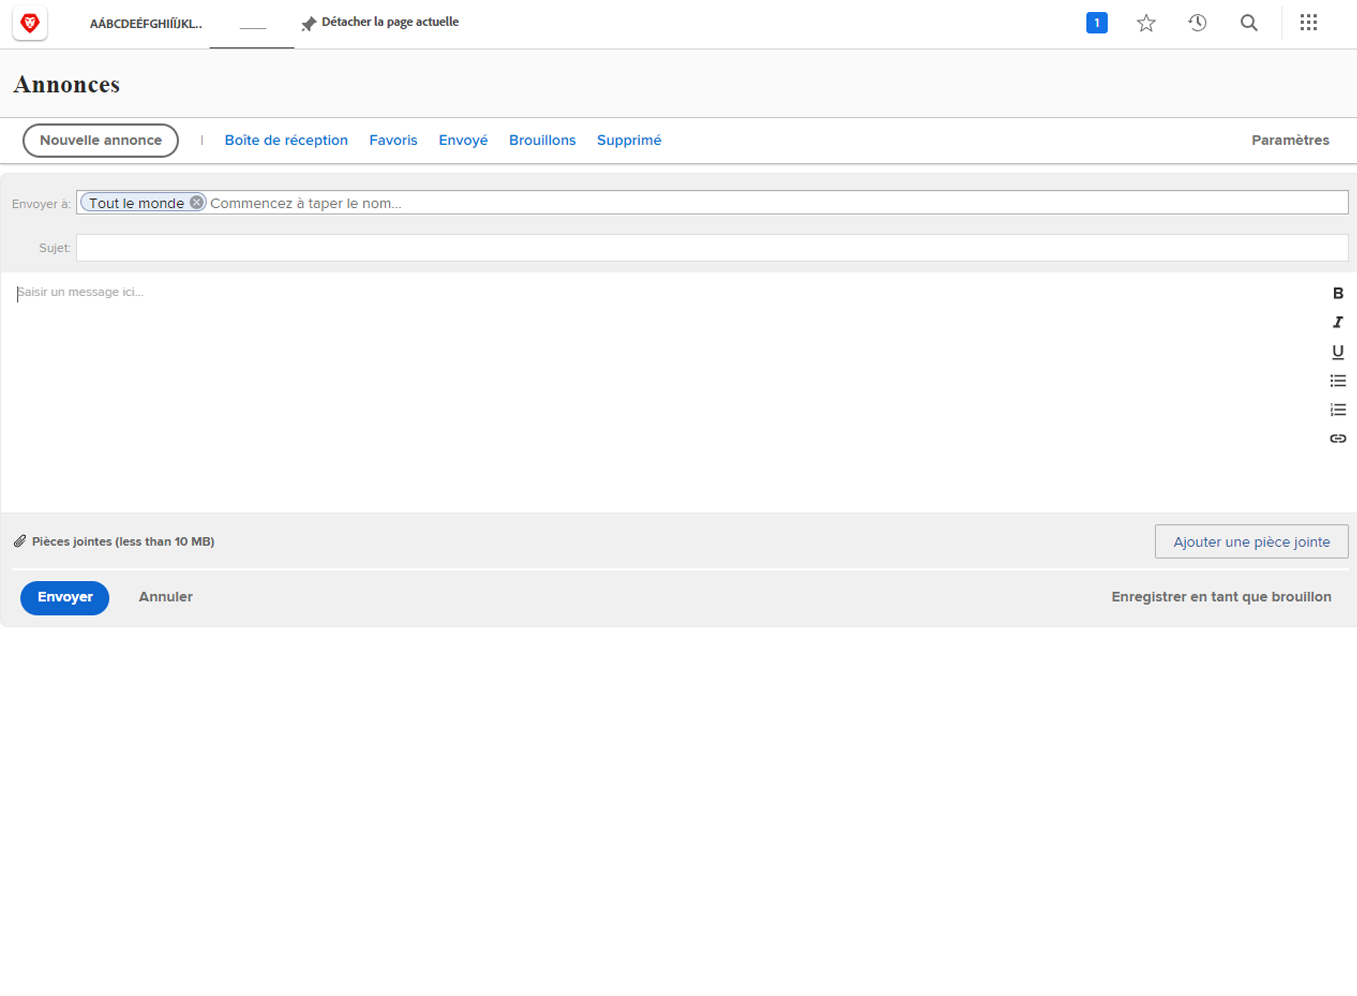 AÁBCDEÉFGHIÍÏJKL.. Détacher la page actuelle 1
Annonces
Nouvelle annonce | Boîte de réception Favoris Envoyé Brouillons Supprimé Paramètres
Envoyer à: Tout le monde Commencez à taper le nom...
Sujet:
Saisir un message ici...
B
I
U
Pièces jointes (less than 10 MB) Ajouter une pièce jointe
Envoyer Annuler Enregistrer en tant que brouillon